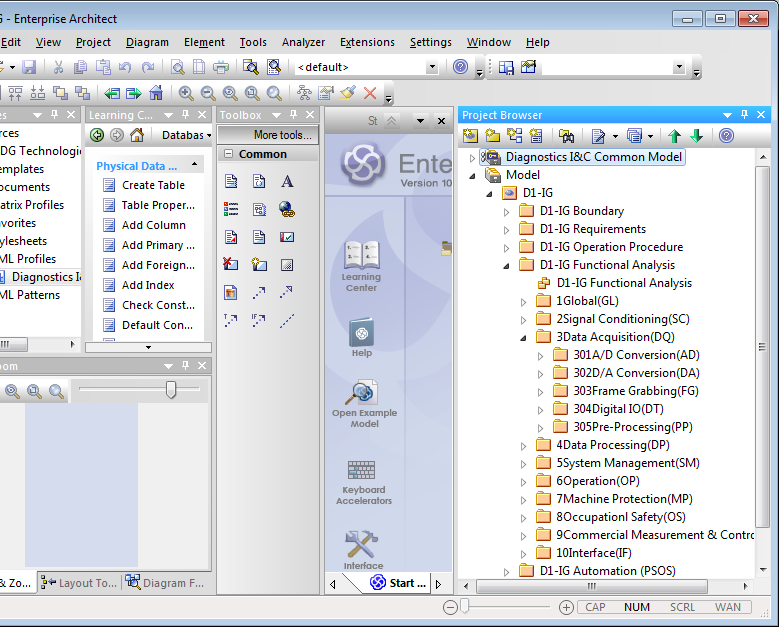 G - Enterprise Architect
Edit View Project Diagram Element Tools Analyzer Extensions Settings Window Help
<default>
Learning C...
Toolbox
St
Project Browser
Databas
More tools...
Common
Physical Data ...
Create Table
Table Proper...
Add Column
Add Primary ...
Add Foreign...
Add Index
Check Const...
Default Con...
DG Technologi
emplates
ocuments
atrix Profiles
avorites
ylesheets
ML Profiles
Diagnostics I&
ML Patterns
oom
Ente
Version 10
Learning
Center
Help
Open Example
Model
Keyboard
Accelerators
Interface
Diagnostics I&C Common Model
Model
D1-IG
D1-IG Boundary
D1-IG Requirements
D1-IG Operation Procedure
D1-IG Functional Analysis
D1-IG Functional Analysis
1Global(GL)
2Signal Conditioning(SC)
3Data Acquisition(DQ)
301A/D Conversion(AD)
302D/A Conversion(DA)
303Frame Grabbing(FG)
304Digital IO(DT)
305Pre-Processing(PP)
4Data Processing(DP)
5System Management(SM)
6Operation(OP)
7Machine Protection(MP)
8Occupationl Safety(OS)
9Commercial Measurement & Contro
10Interface(IF)
D1-IG Automation (PSOS)
& Zo...
Layout To...
Diagram F...
Start ...
CAP NUM SCRL WAN